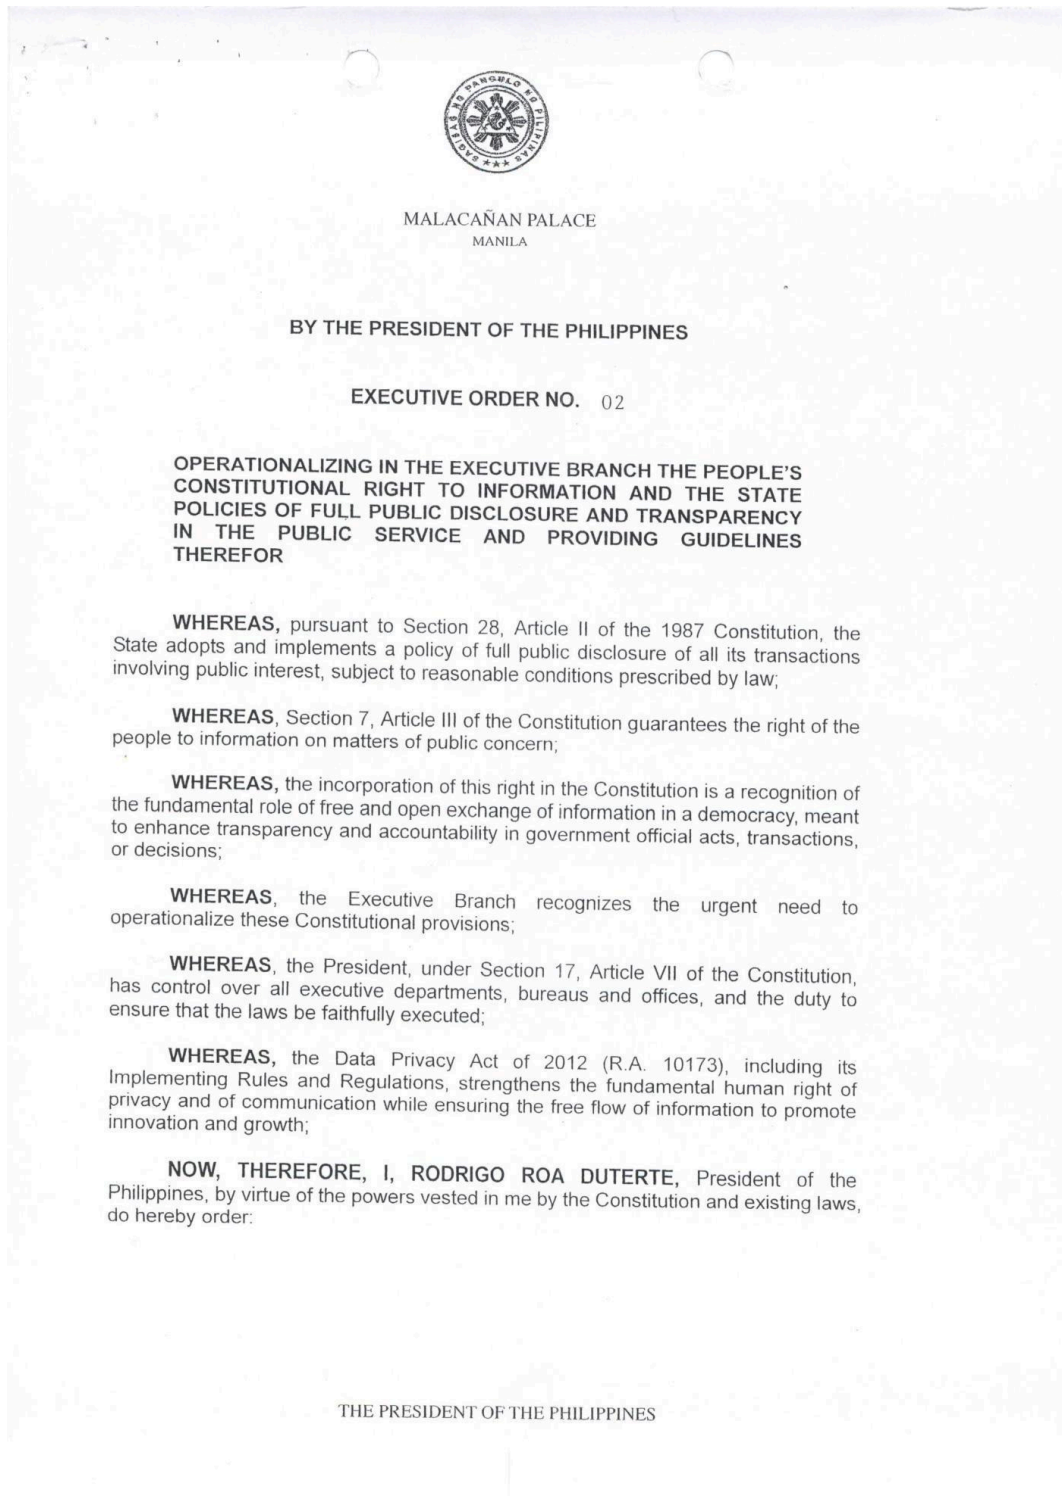 SAGISAG NG PANGULO NG PILIPINAS
MALACAÑAN PALACE
MANILA
BY THE PRESIDENT OF THE PHILIPPINES
EXECUTIVE ORDER NO. 02
OPERATIONALIZING IN THE EXECUTIVE BRANCH THE PEOPLE'S
CONSTITUTIONAL RIGHT TO INFORMATION AND THE STATE
POLICIES OF FULL PUBLIC DISCLOSURE AND TRANSPARENCY
IN THE PUBLIC SERVICE AND PROVIDING GUIDELINES
THEREFOR
WHEREAS, pursuant to Section 28, Article II of the 1987 Constitution, the
State adopts and implements a policy of full public disclosure of all its transactions
involving public interest, subject to reasonable conditions prescribed by law;
WHEREAS, Section 7, Article III of the Constitution guarantees the right of the
people to information on matters of public concern;
WHEREAS, the incorporation of this right in the Constitution is a recognition of
the fundamental role of free and open exchange of information in a democracy, meant
to enhance transparency and accountability in government official acts, transactions,
or decisions;
WHEREAS, the Executive Branch recognizes the urgent need to
operationalize these Constitutional provisions;
WHEREAS, the President, under Section 17, Article VII of the Constitution,
has control over all executive departments, bureaus and offices, and the duty to
ensure that the laws be faithfully executed;
WHEREAS, the Data Privacy Act of 2012 (R.A. 10173), including its
Implementing Rules and Regulations, strengthens the fundamental human right of
privacy and of communication while ensuring the free flow of information to promote
innovation and growth;
NOW, THEREFORE, I, RODRIGO ROA DUTERTE, President of the
Philippines, by virtue of the powers vested in me by the Constitution and existing laws,
do hereby order:
THE PRESIDENT OF THE PHILIPPINES